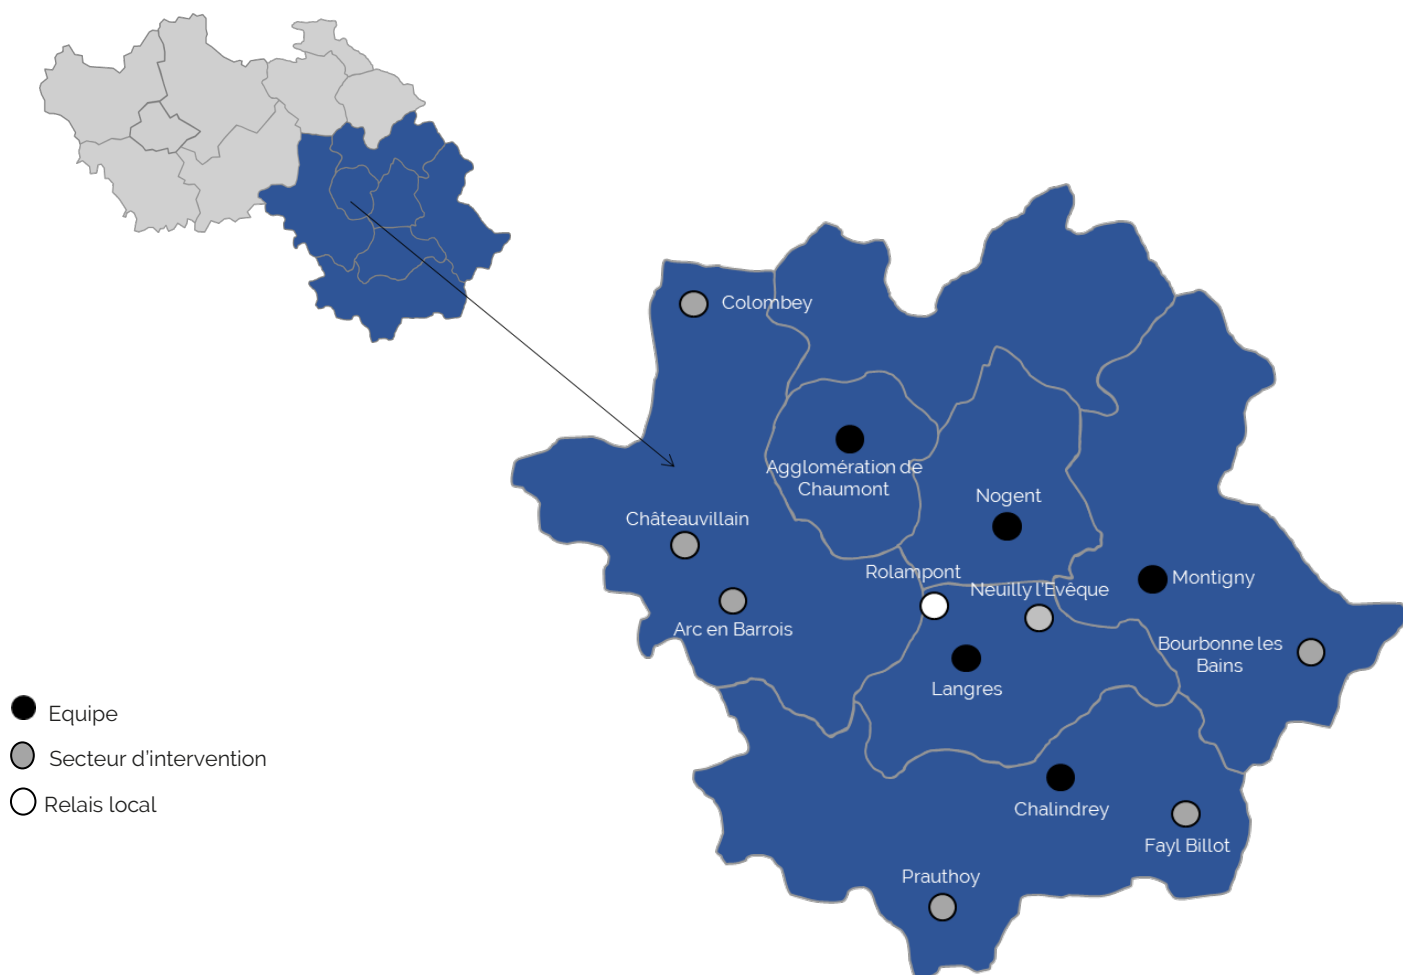 Colombey
Agglomération de
Chaumont
Nogent
Châteauvillain
Rolampont
Neuilly l'Evêque
Montigny
Arc en Barrois
Bourbonne les
Bains
Langres
Equipe
Secteur d'intervention
Relais local
Chalindrey
Fayl Billot
Prauthoy